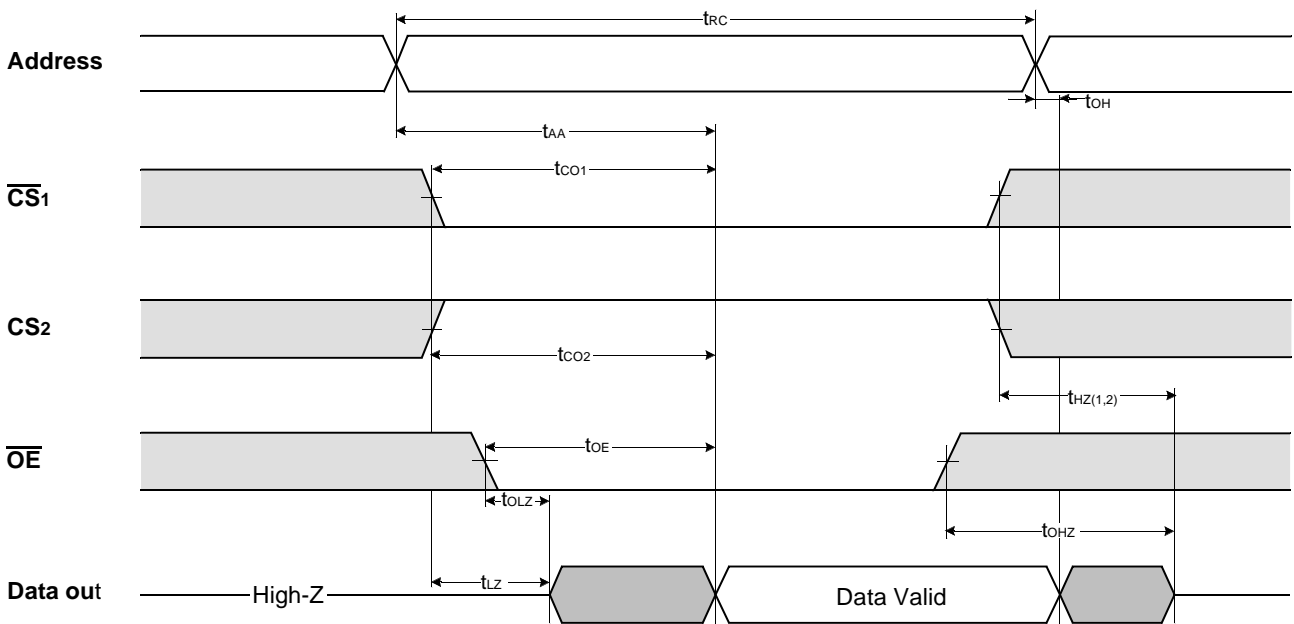 tRC
Address
tOH
tAA
tCO1
CS1
CS2
tCO2
tHZ(1,2)
OE
tOE
tOLZ
tOHZ
Data out
High-Z
tLZ
Data Valid